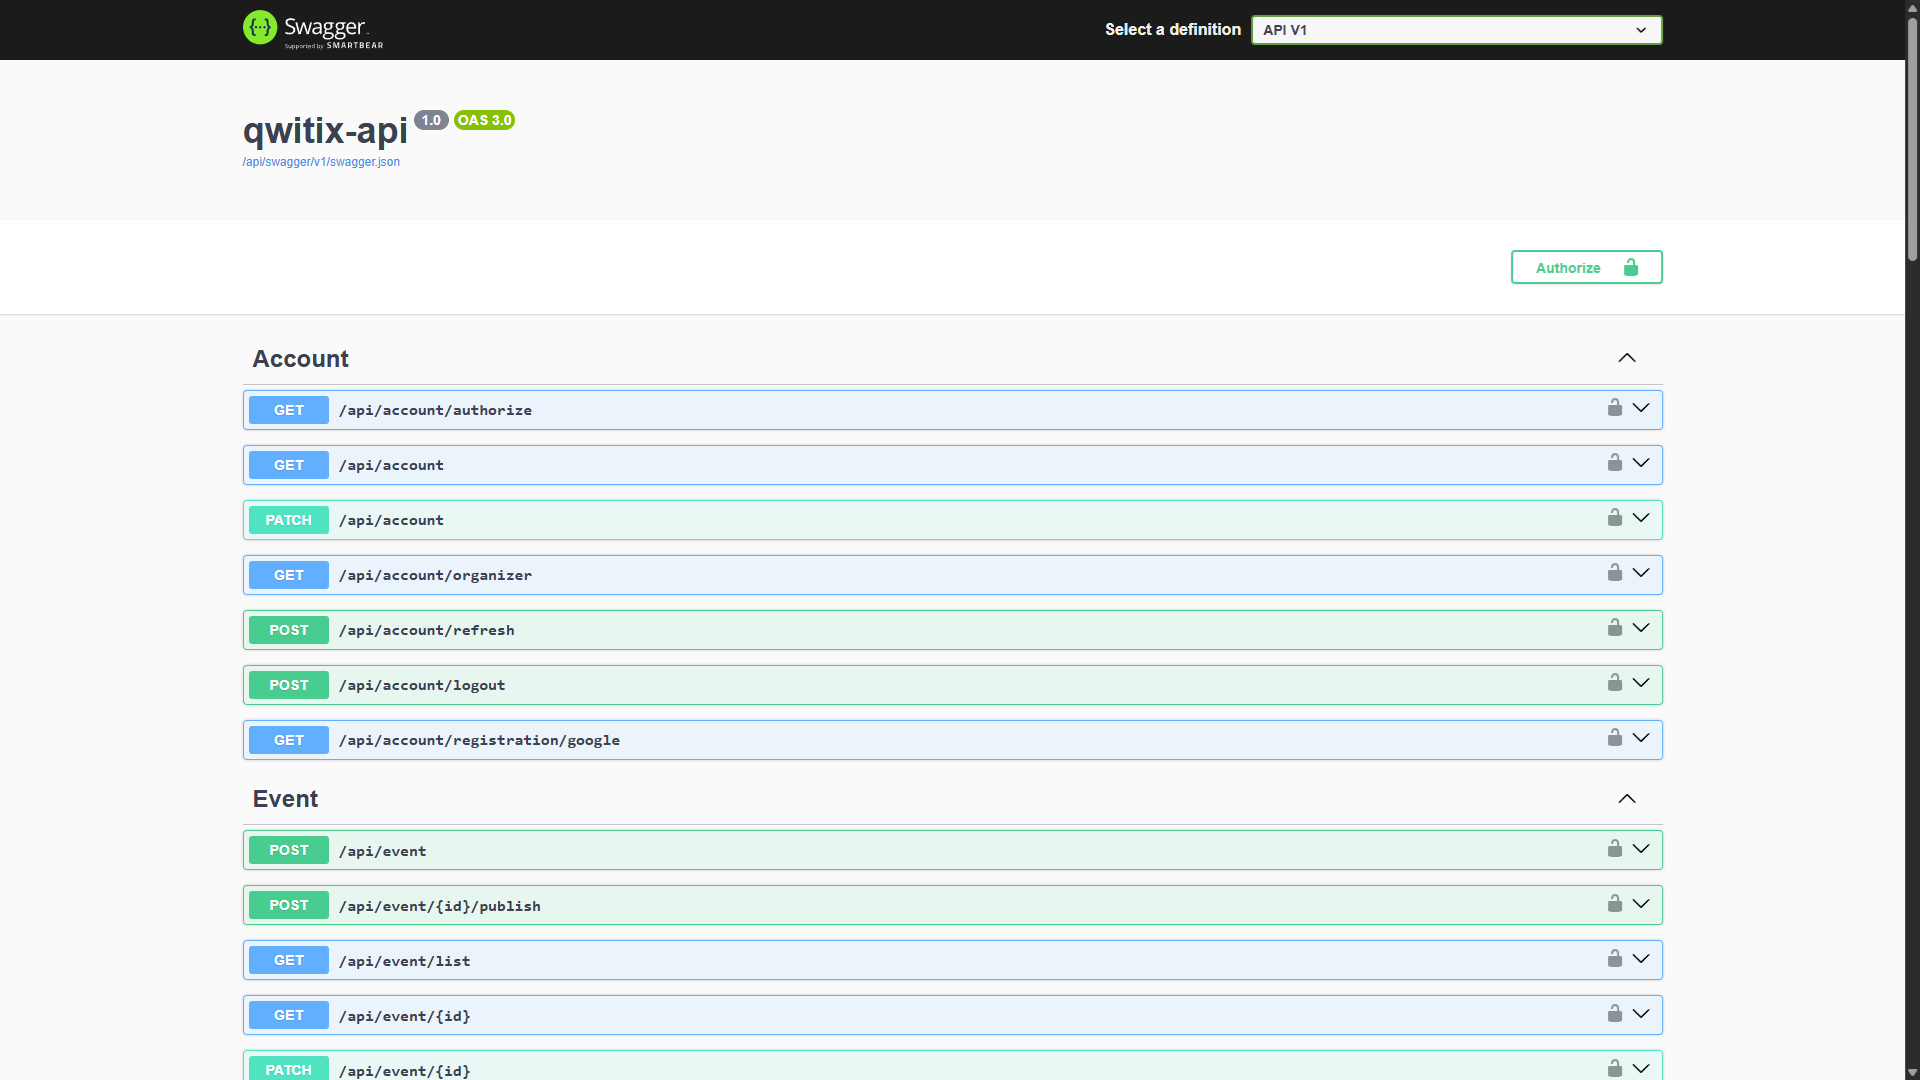 Swagger.
Supported by SMARTBEAR
Select a definition
API V1
qwitix-api 1.0 OAS 3.0
/api/swagger/v1/swagger.json
Authorize
Account
GET /api/account/authorize
GET /api/account
PATCH /api/account
GET /api/account/organizer
POST /api/account/refresh
POST /api/account/logout
GET /api/account/registration/google
Event
POST /api/event
POST /api/event/{id}/publish
GET /api/event/list
GET /api/event/{id}
PATCH /api/event/{id}